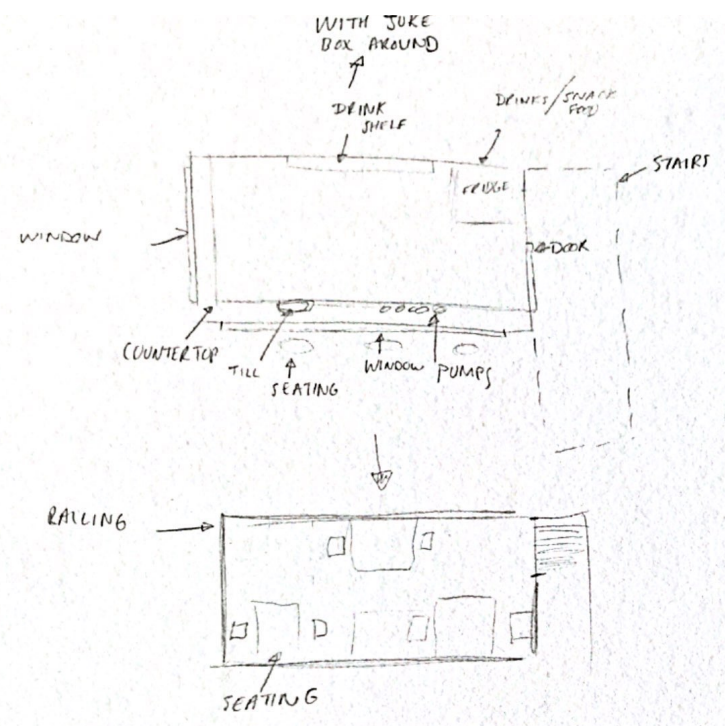 WITH JUKE
BOX AROUND
DRINK
SHELF
DRINKS/SNACK
FOOD
STAIRS
FRIDGE
WINDOW
DOOR
COUNTERTOP
TILL
SEATING
WINDOW
PUMPS
RAILING
SEATING